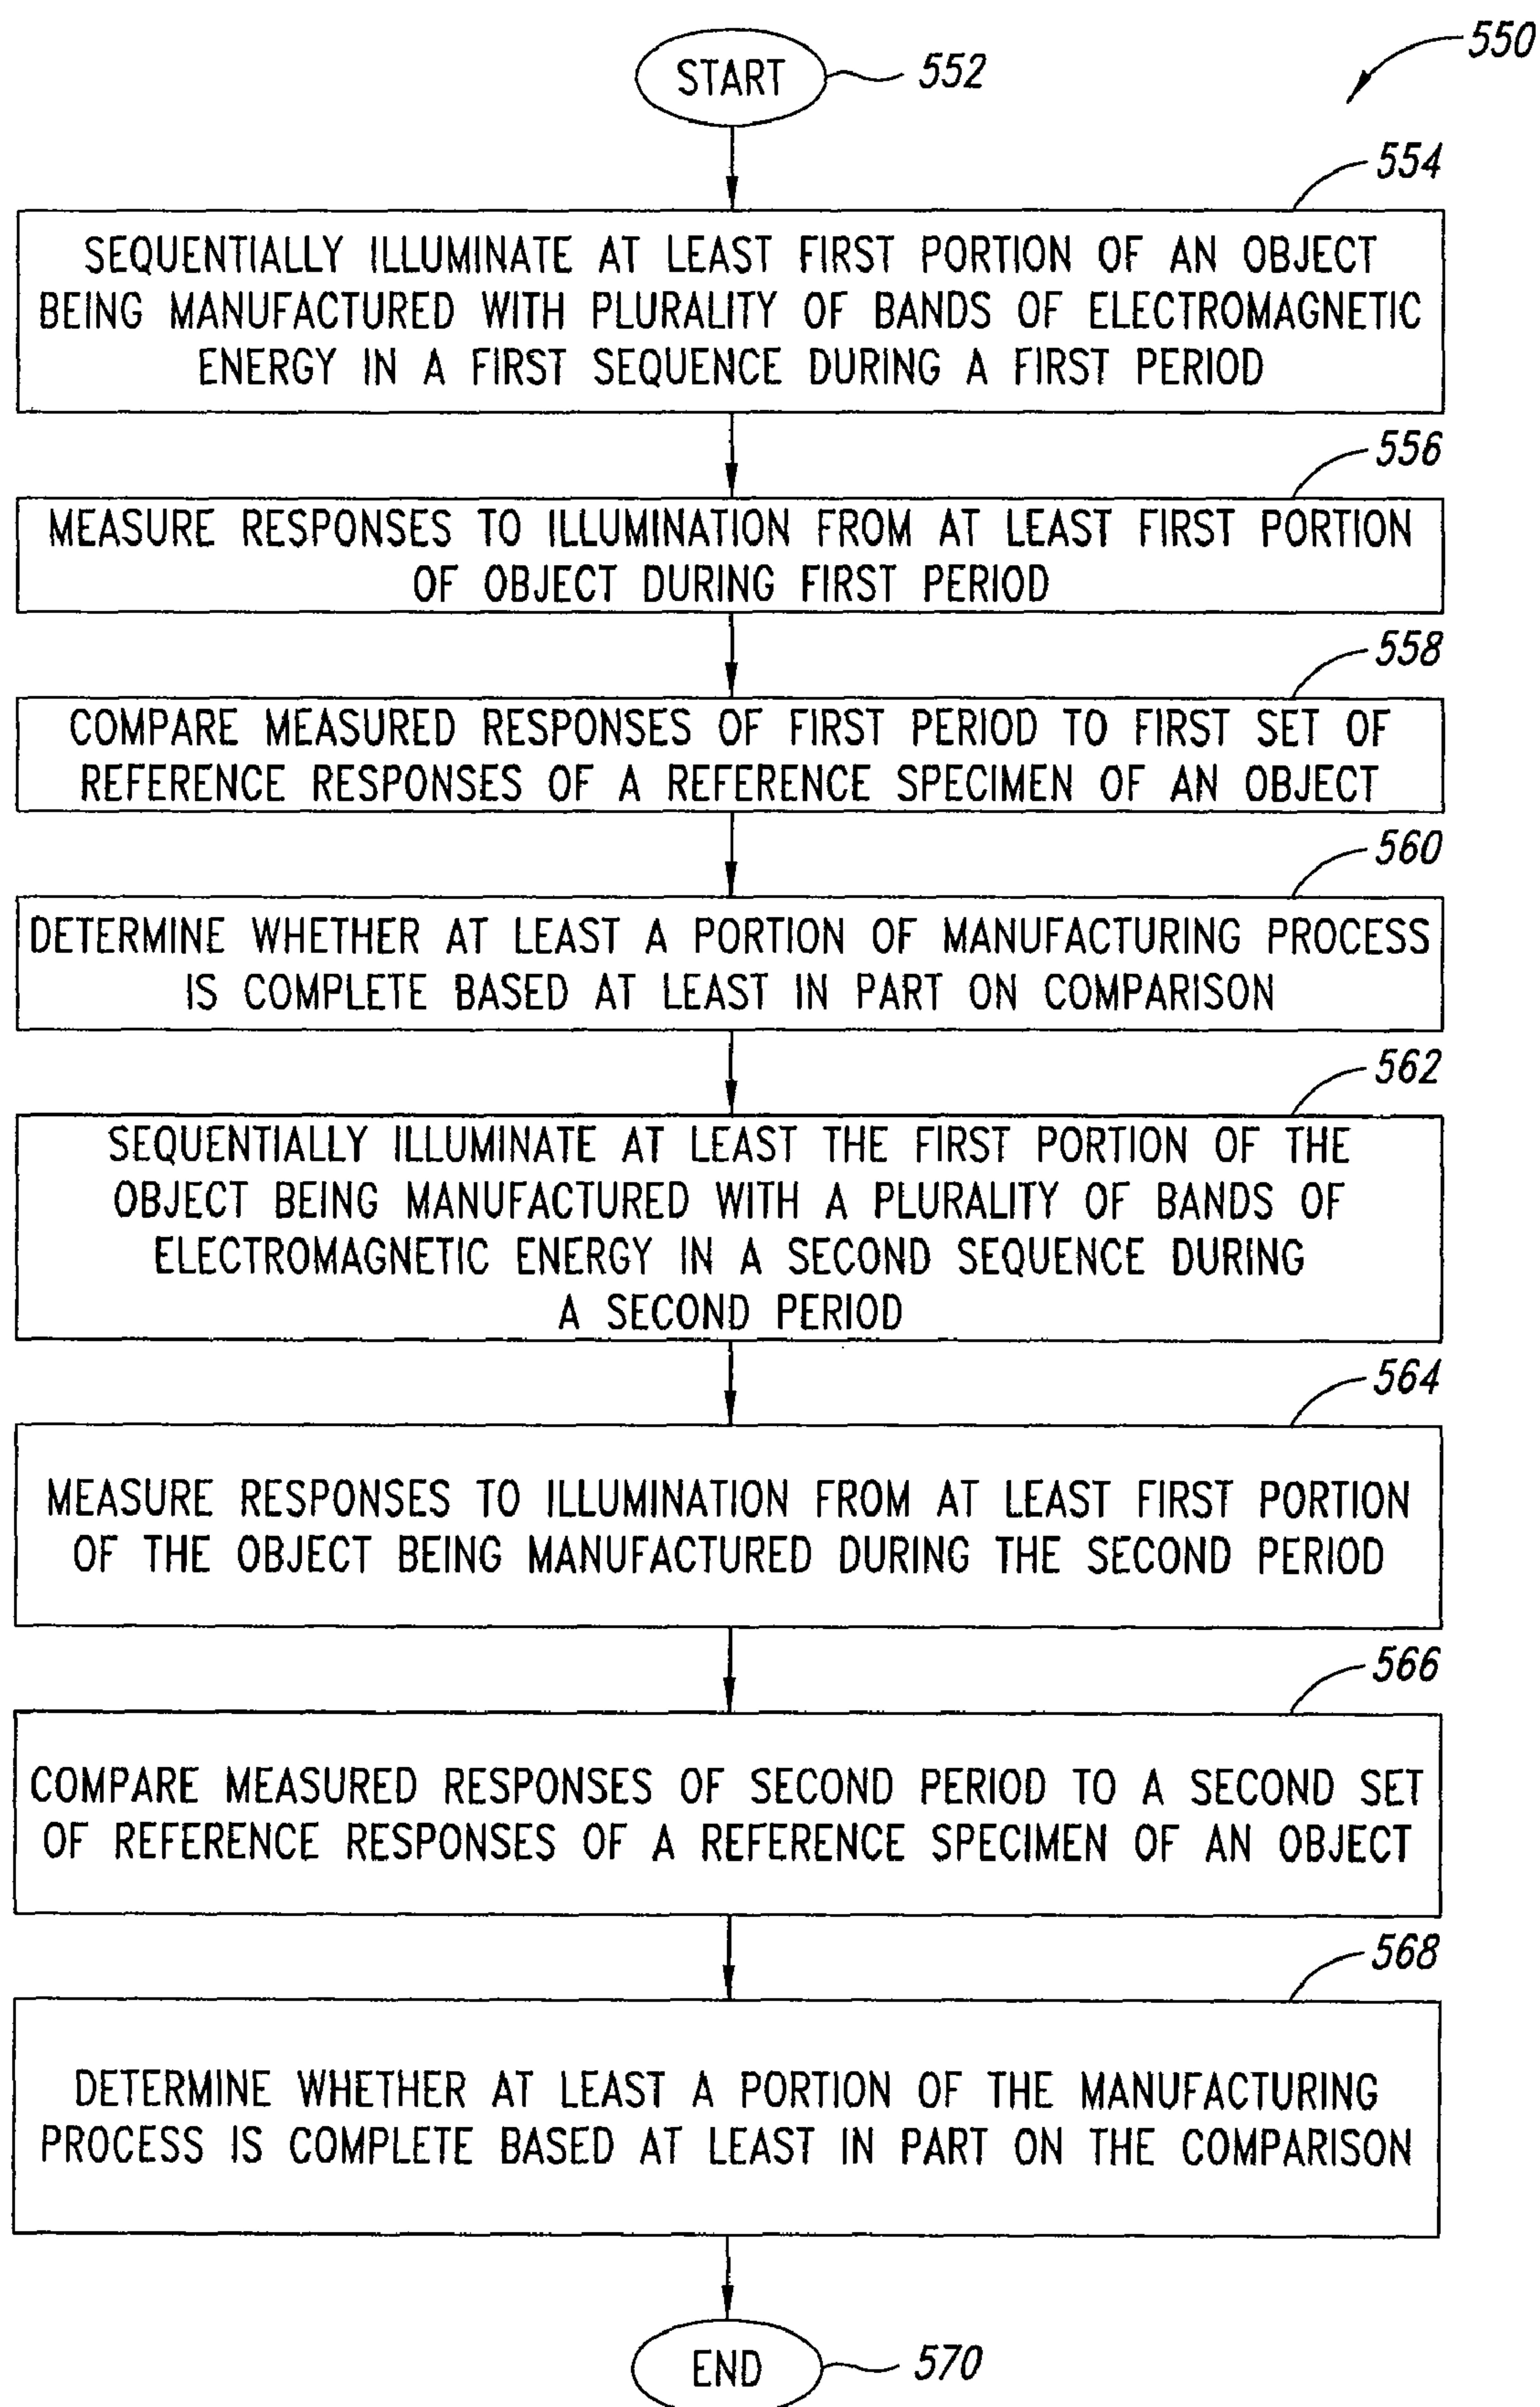 550
START
552
554
SEQUENTIALLY ILLUMINATE AT LEAST FIRST PORTION OF AN OBJECT
BEING MANUFACTURED WITH PLURALITY OF BANDS OF ELECTROMAGNETIC
ENERGY IN A FIRST SEQUENCE DURING A FIRST PERIOD
556
MEASURE RESPONSES TO ILLUMINATION FROM AT LEAST FIRST PORTION
OF OBJECT DURING FIRST PERIOD
558
COMPARE MEASURED RESPONSES OF FIRST PERIOD TO FIRST SET OF
REFERENCE RESPONSES OF A REFERENCE SPECIMEN OF AN OBJECT
560
DETERMINE WHETHER AT LEAST A PORTION OF MANUFACTURING PROCESS
IS COMPLETE BASED AT LEAST IN PART ON COMPARISON
562
SEQUENTIALLY ILLUMINATE AT LEAST THE FIRST PORTION OF THE
OBJECT BEING MANUFACTURED WITH A PLURALITY OF BANDS OF
ELECTROMAGNETIC ENERGY IN A SECOND SEQUENCE DURING
A SECOND PERIOD
564
MEASURE RESPONSES TO ILLUMINATION FROM AT LEAST FIRST PORTION
OF THE OBJECT BEING MANUFACTURED DURING THE SECOND PERIOD
566
COMPARE MEASURED RESPONSES OF SECOND PERIOD TO A SECOND SET
OF REFERENCE RESPONSES OF A REFERENCE SPECIMEN OF AN OBJECT
568
DETERMINE WHETHER AT LEAST A PORTION OF THE MANUFACTURING
PROCESS IS COMPLETE BASED AT LEAST IN PART ON THE COMPARISON
END
570